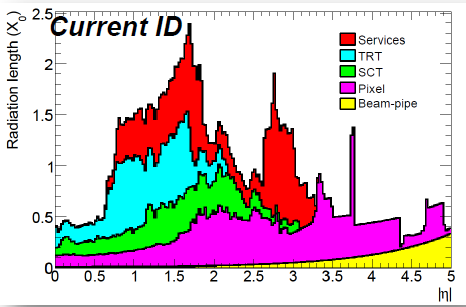 Current ID
Radiation length (X0)
2.5
2
1.5
1
0.5
0
Services
TRT
SCT
Pixel
Beam-pipe
0 0.5 1 1.5 2 2.5 3 3.5 4 4.5 5
|η|